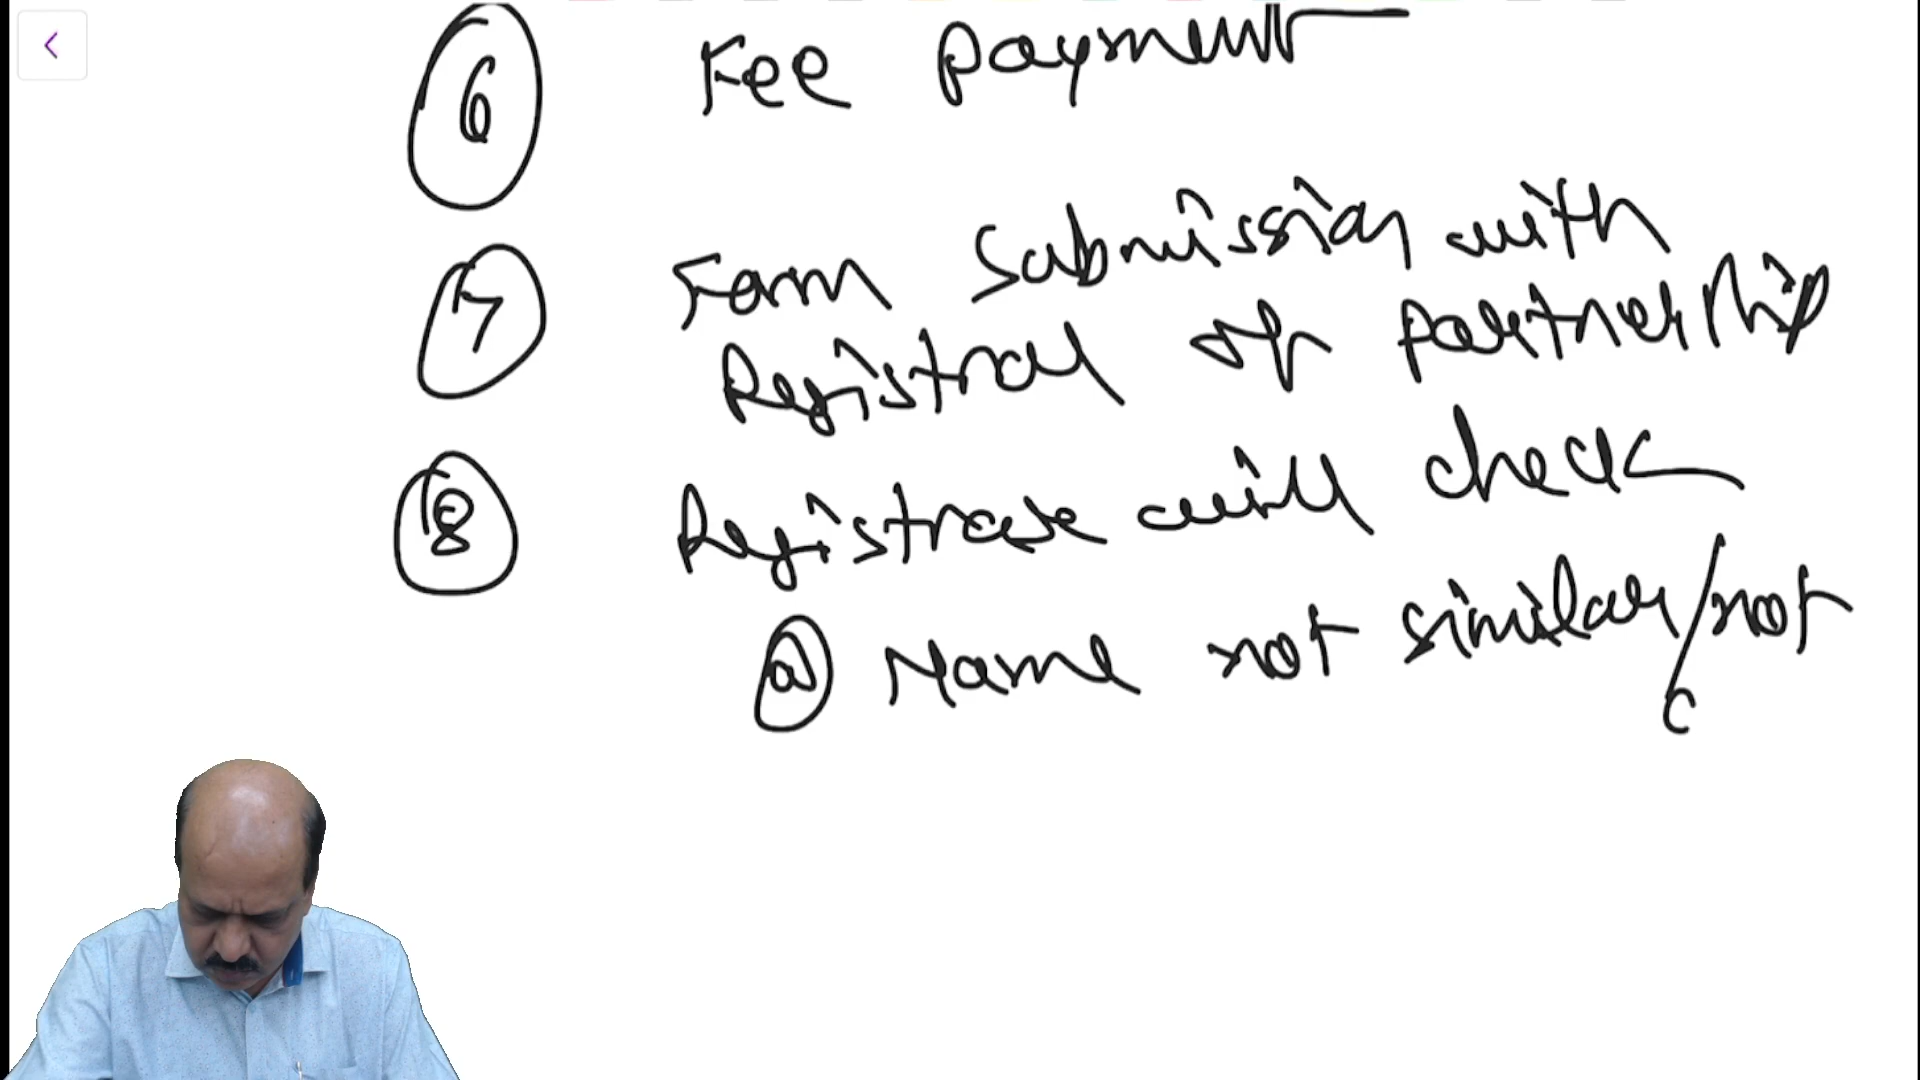 6 Fee payment
7 Form Submission with
Registrar of partnership
8 Registrar will check
a Name not similar/not
c